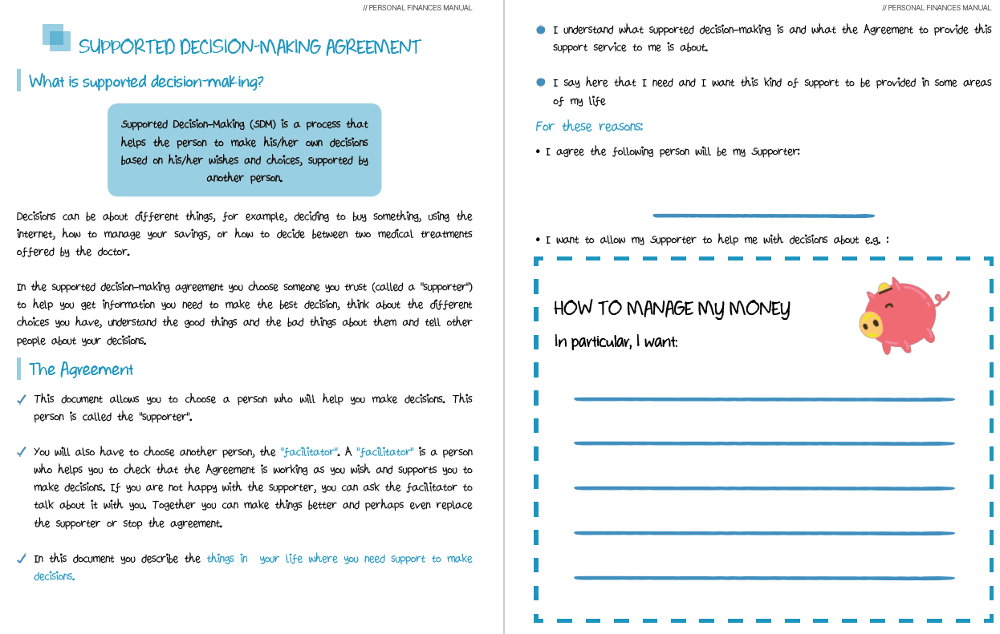 // PERSONAL FINANCES MANUAL
SUPPORTED DECISION-MAKING AGREEMENT
What is supported decision-making?
Supported Decision-Making (SDM) is a process that
helps the person to make his/her own decisions
based on his/her wishes and choices, supported by
another person.
Decisions can be about different things, for example, deciding to buy something, using the
internet, how to manage your savings, or how to decide between two medical treatments
offered by the doctor.
In the supported decision-making agreement you choose someone you trust (called a "supporter")
to help you get information you need to make the best decision, think about the different
choices you have, understand the good things and the bad things about them and tell other
people about your decisions.
The Agreement
✓ This document allows you to choose a person who will help you make decisions. This
person is called the "supporter".
✓ You will also have to choose another person, the "facilitator". A "facilitator" is a person
who helps you to check that the Agreement is working as you wish and supports you to
make decisions. If you are not happy with the supporter, you can ask the facilitator to
talk about it with you. Together you can make things better and perhaps even replace
the supporter or stop the agreement.
✓ In this document you describe the things in your life where you need support to make
decisions.
// PERSONAL FINANCES MANUAL
● I understand what supported decision-making is and what the Agreement to provide this
support service to me is about.
● I say here that I need and I want this kind of support to be provided in some areas
of my life
For these reasons:
• I agree the following person will be my Supporter:
• I want to allow my Supporter to help me with decisions about e.g. :
HOW TO MANAGE MY MONEY
In particular, I want: